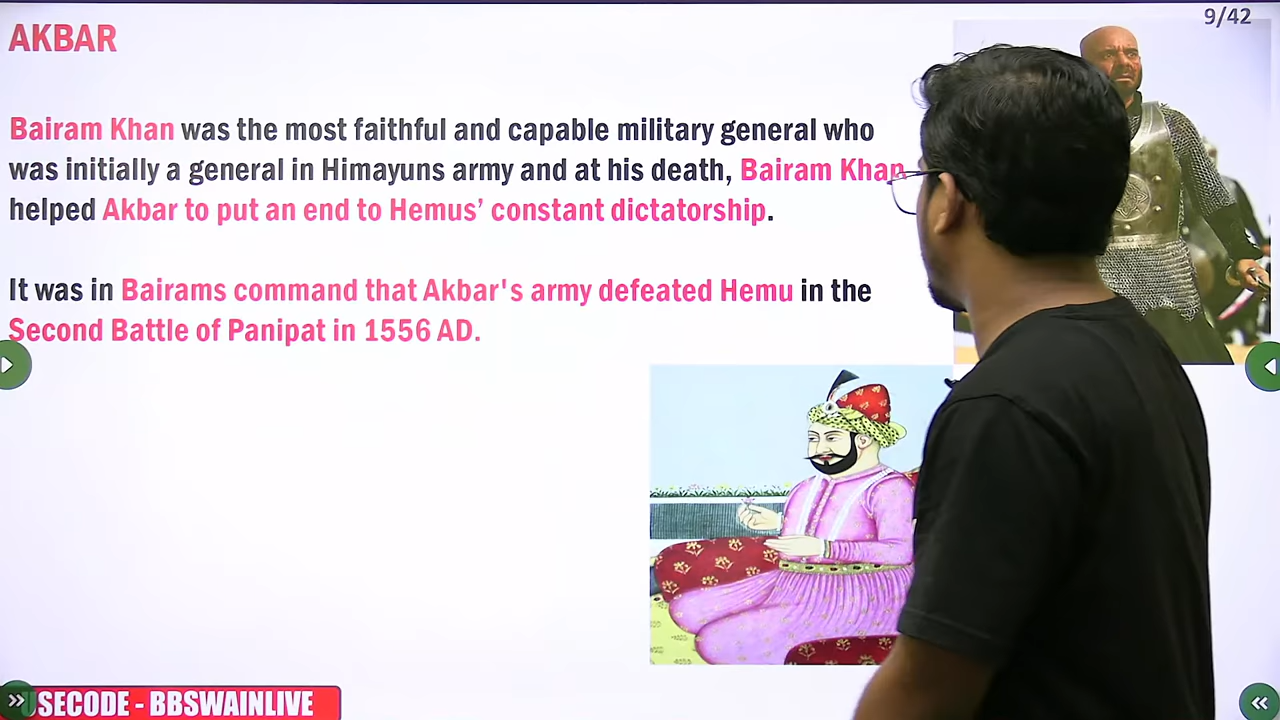 9/42
AKBAR
Bairam Khan was the most faithful and capable military general who
was initially a general in Himayuns army and at his death, Bairam Khan
helped Akbar to put an end to Hemus’ constant dictatorship.
It was in Bairams command that Akbar's army defeated Hemu in the
Second Battle of Panipat in 1556 AD.
USECODE - BBSWAINLIVE